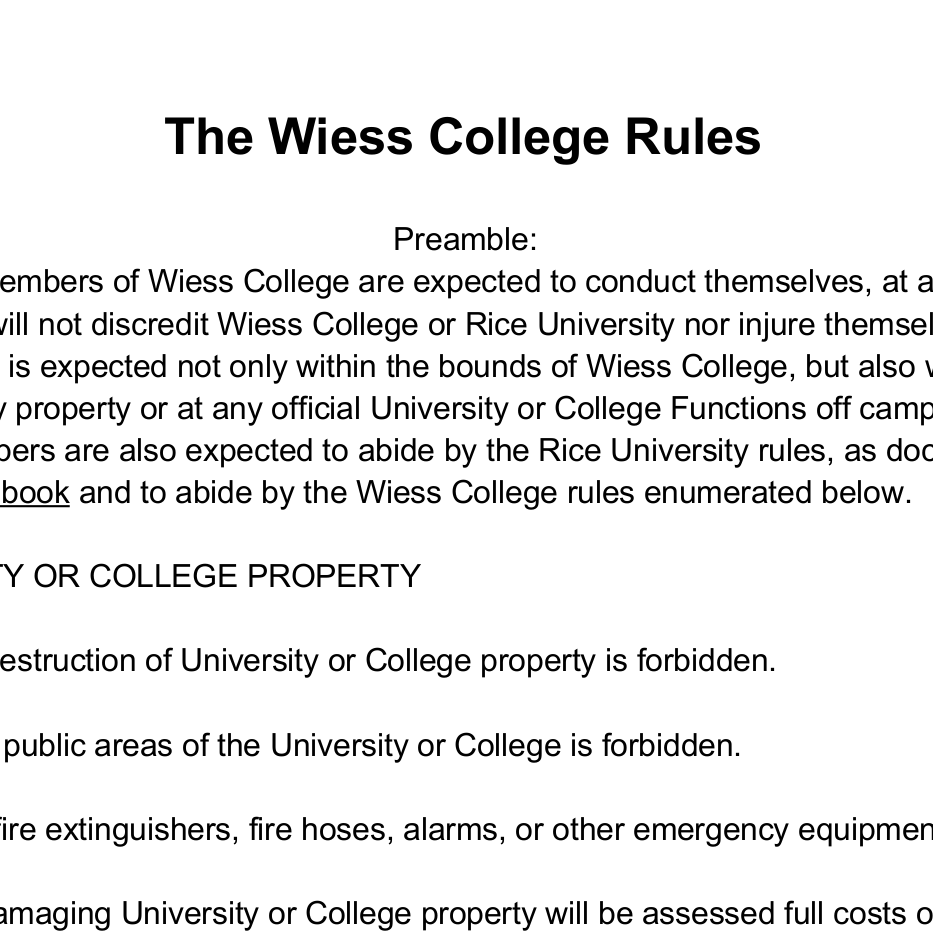 The Wiess College Rules
Preamble:
embers of Wiess College are expected to conduct themselves, at a
will not discredit Wiess College or Rice University nor injure themsel
is expected not only within the bounds of Wiess College, but also w
y property or at any official University or College Functions off camp
bers are also expected to abide by the Rice University rules, as doc
book and to abide by the Wiess College rules enumerated below.
TY OR COLLEGE PROPERTY
estruction of University or College property is forbidden.
public areas of the University or College is forbidden.
fire extinguishers, fire hoses, alarms, or other emergency equipmen
amaging University or College property will be assessed full costs o